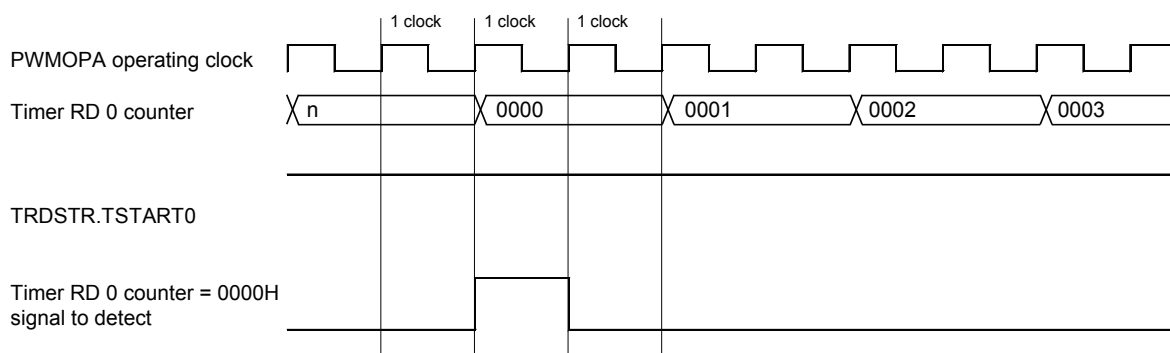 1 clock 1 clock 1 clock
PWMOPA operating clock
Timer RD 0 counter n 0000 0001 0002 0003
TRDSTR.TSTART0
Timer RD 0 counter = 0000H
signal to detect